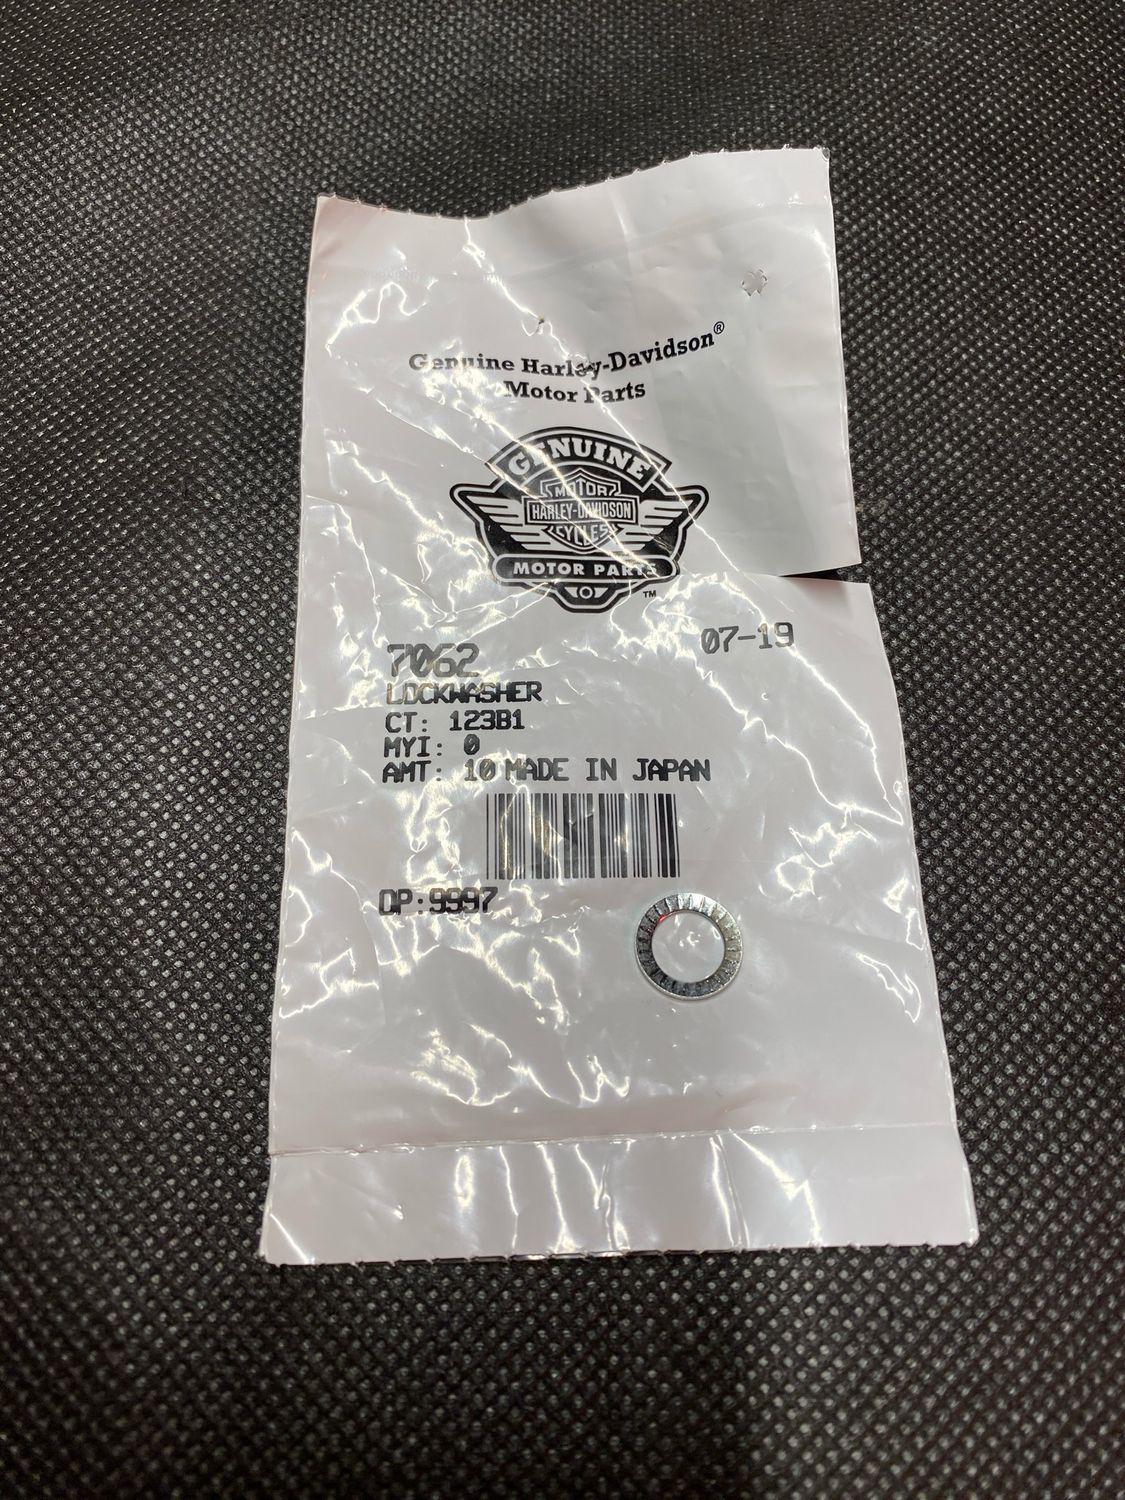 Genuine Harley-Davidson®
Motor Parts
GENUINE
MOTOR
HARLEY-DAVIDSON
CYCLES
MOTOR PARTS
™
07-19
7062
LOCKWASHER
CT: 123B1
MYI: 0
AMT: 10 MADE IN JAPAN
OP:9997